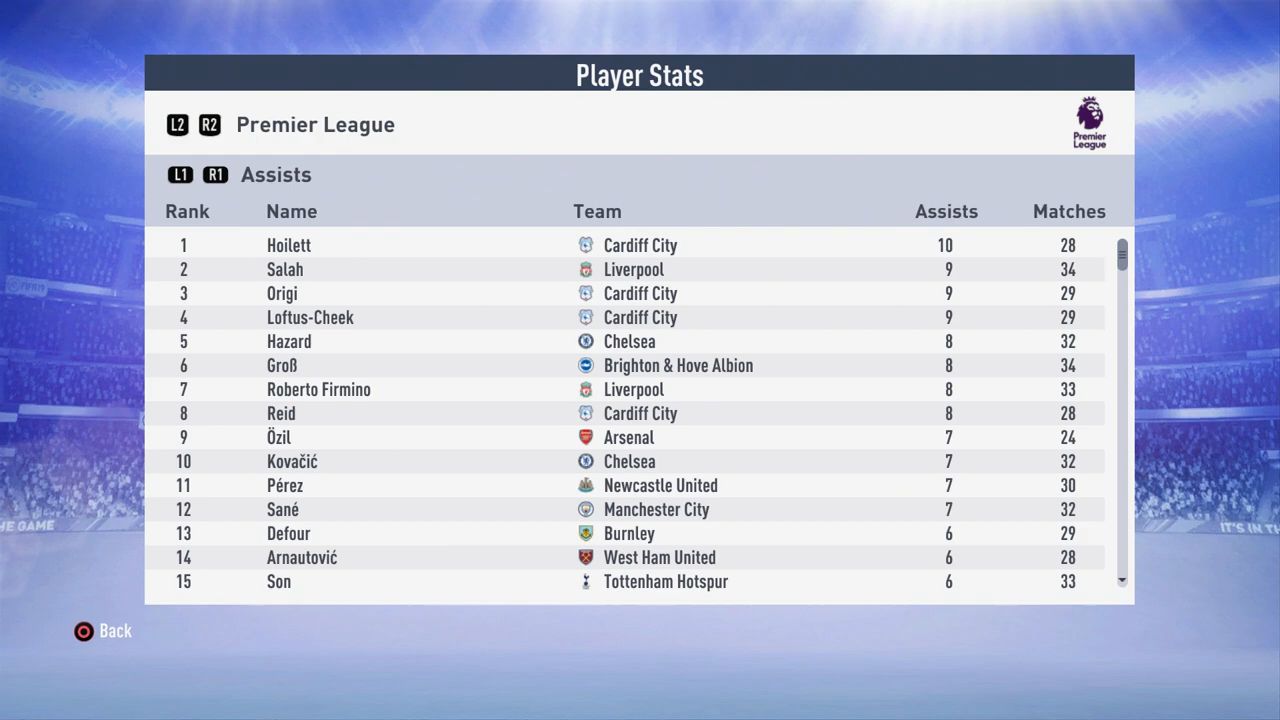 Player Stats
L2 R2 Premier League
Premier League
L1 R1 Assists
Rank Name Team Assists Matches
1 Hoilett Cardiff City 10 28
2 Salah Liverpool 9 34
3 Origi Cardiff City 9 29
4 Loftus-Cheek Cardiff City 9 29
5 Hazard Chelsea 8 32
6 Groß Brighton & Hove Albion 8 34
7 Roberto Firmino Liverpool 8 33
8 Reid Cardiff City 8 28
9 Özil Arsenal 7 24
10 Kovačić Chelsea 7 32
11 Pérez Newcastle United 7 30
12 Sané Manchester City 7 32
13 Defour Burnley 6 29
14 Arnautović West Ham United 6 28
15 Son Tottenham Hotspur 6 33
HE GAME
IT'S IN TH
Back